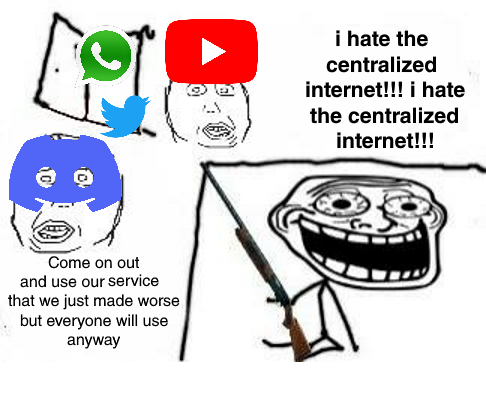 i hate the
centralized
internet!!! i hate
the centralized
internet!!!
Come on out
and use our service
that we just made worse
but everyone will use
anyway